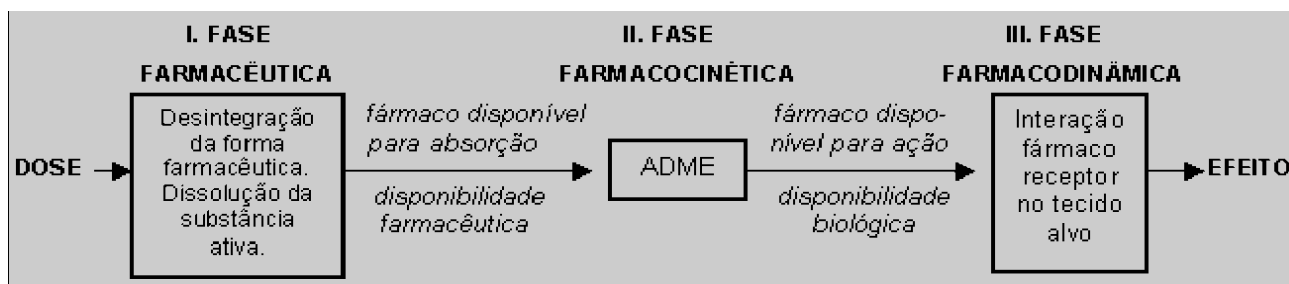 I. FASE
FARMACÊUTICA
II. FASE
FARMACOCINÉTICA
III. FASE
FARMACODINÂMICA
DOSE
Desintegração
da forma
farmacêutica.
Dissolução da
substância
ativa.
fármaco disponível
para absorção
disponibilidade
farmacêutica
ADME
fármaco dispo-
nível para ação
disponibilidade
biológica
Interação
fármaco
receptor
no tecido
alvo
EFEITO